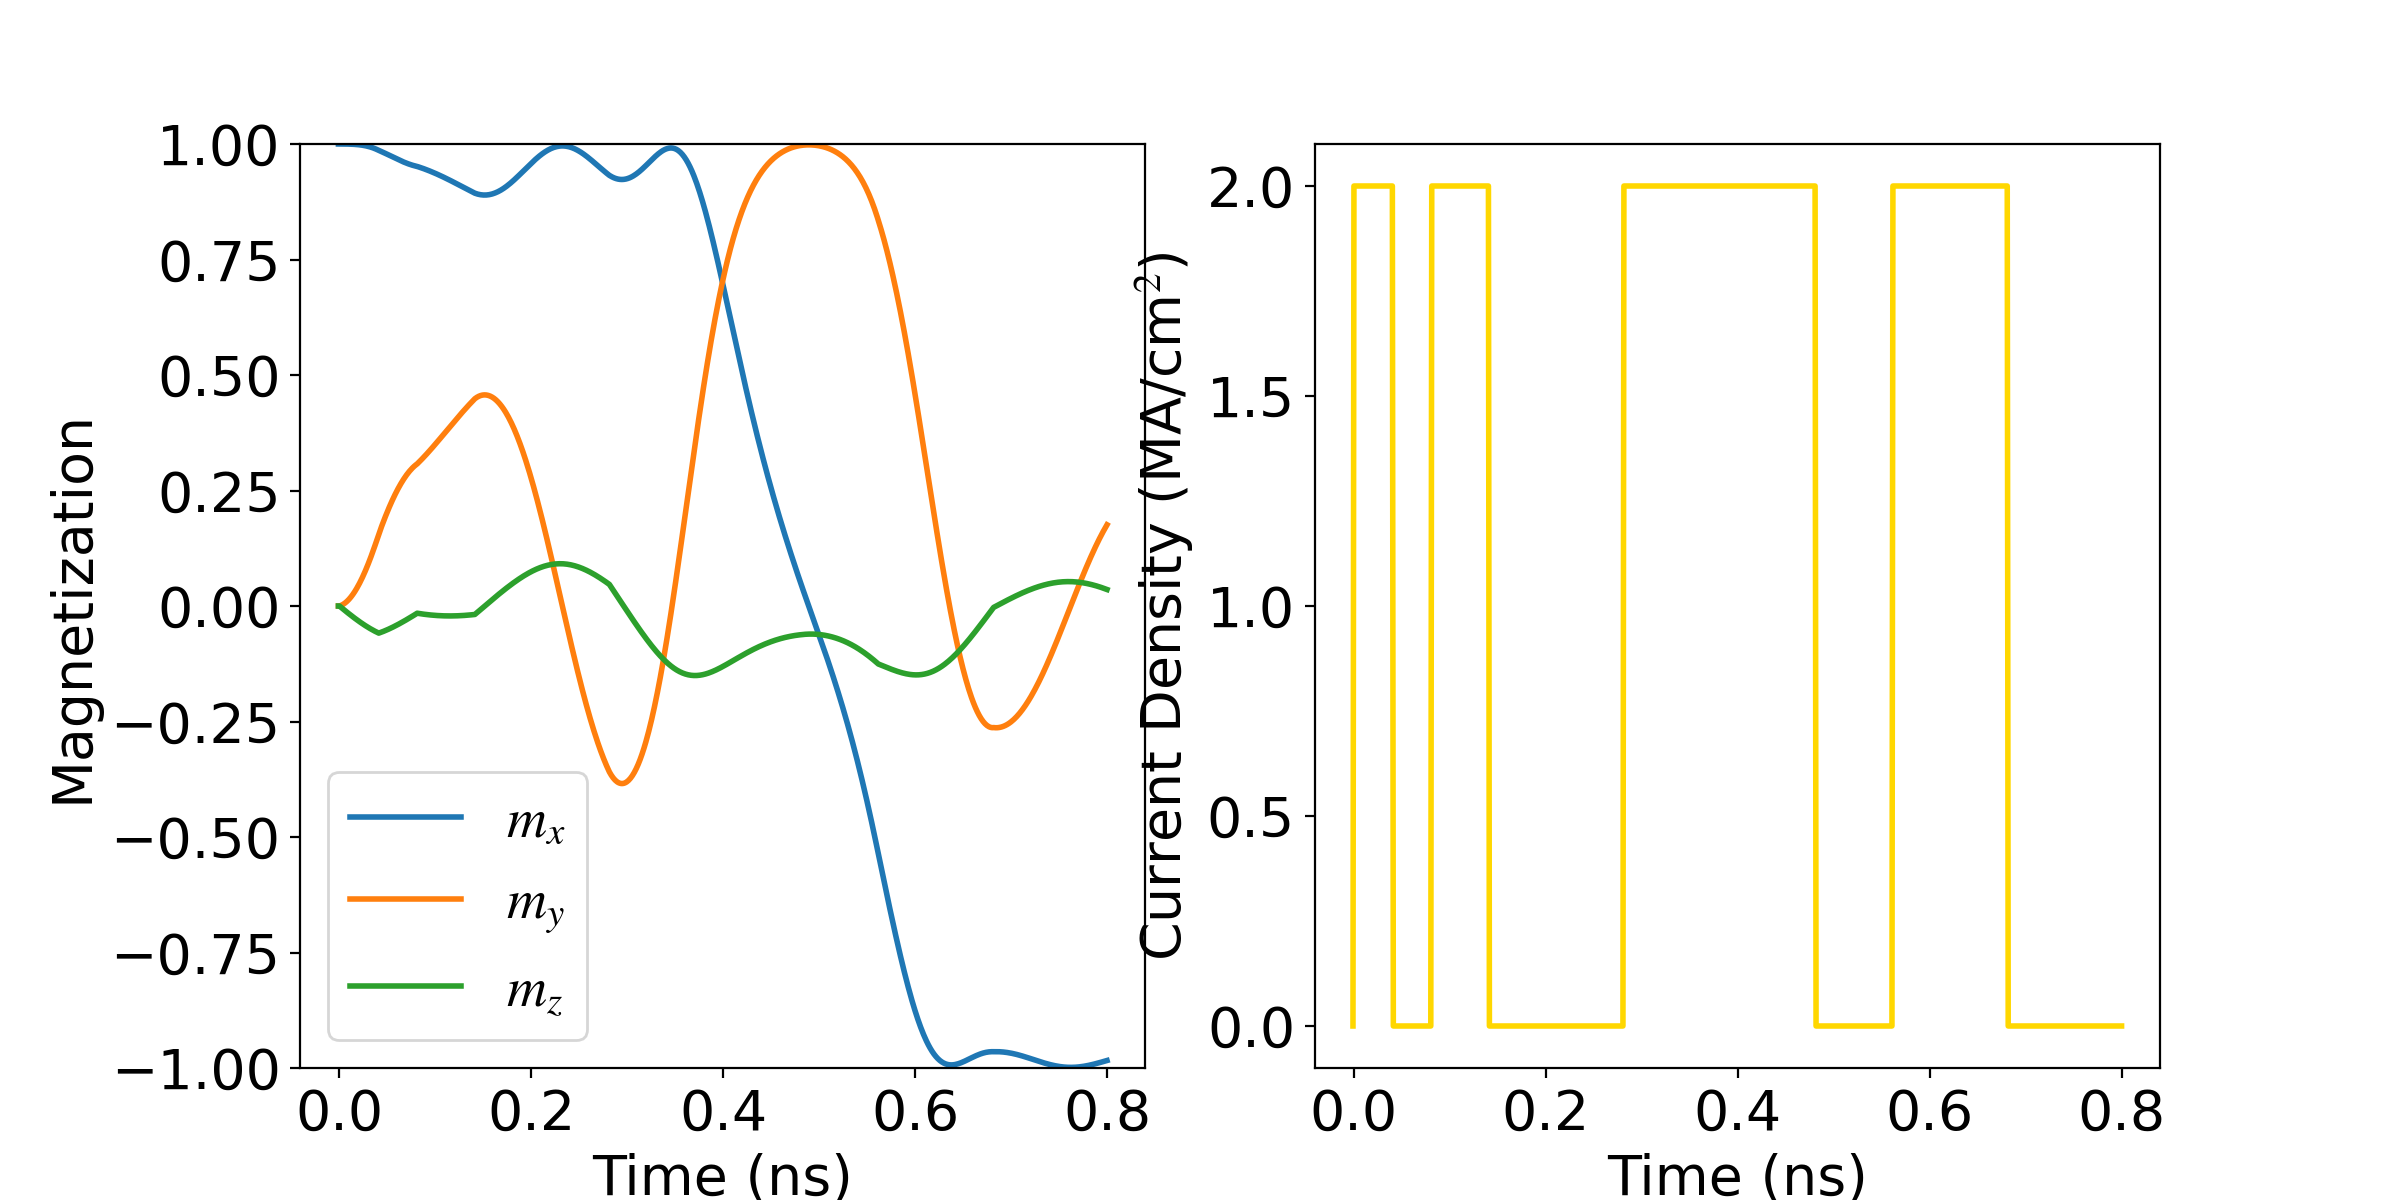 Magnetization
1.00
0.75
0.50
0.25
0.00
−0.25
−0.50
−0.75
−1.00
0.0 0.2 0.4 0.6 0.8
Time (ns)
m_x
m_y
m_z
Current Density (MA/cm²)
2.0
1.5
1.0
0.5
0.0
0.0 0.2 0.4 0.6 0.8
Time (ns)